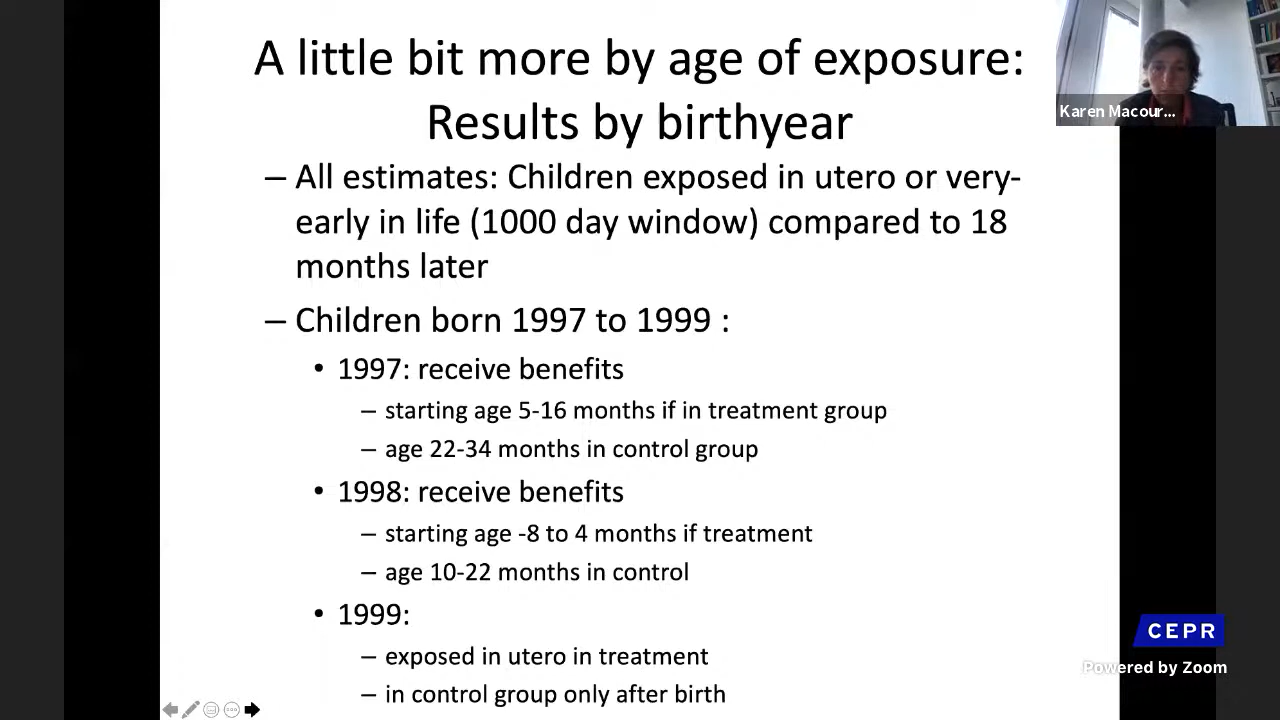 A little bit more by age of exposure:
Results by birthyear
– All estimates: Children exposed in utero or very-
early in life (1000 day window) compared to 18
months later
– Children born 1997 to 1999 :
• 1997: receive benefits
– starting age 5-16 months if in treatment group
– age 22-34 months in control group
• 1998: receive benefits
– starting age -8 to 4 months if treatment
– age 10-22 months in control
• 1999:
– exposed in utero in treatment
– in control group only after birth
Karen Macour...
CEPR
Powered by Zoom